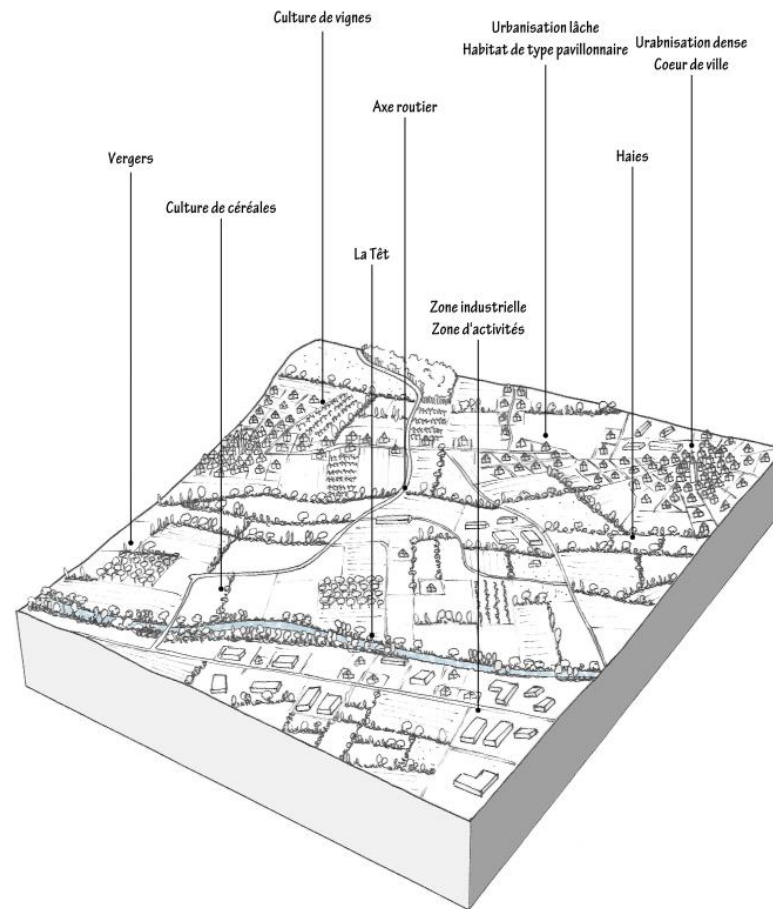 Culture de vignes
Urbanisation lâche
Habitat de type pavillonnaire
Urabnisation dense
Coeur de ville
Axe routier
Vergers
Haies
Culture de céréales
La Têt
Zone industrielle
Zone d'activités